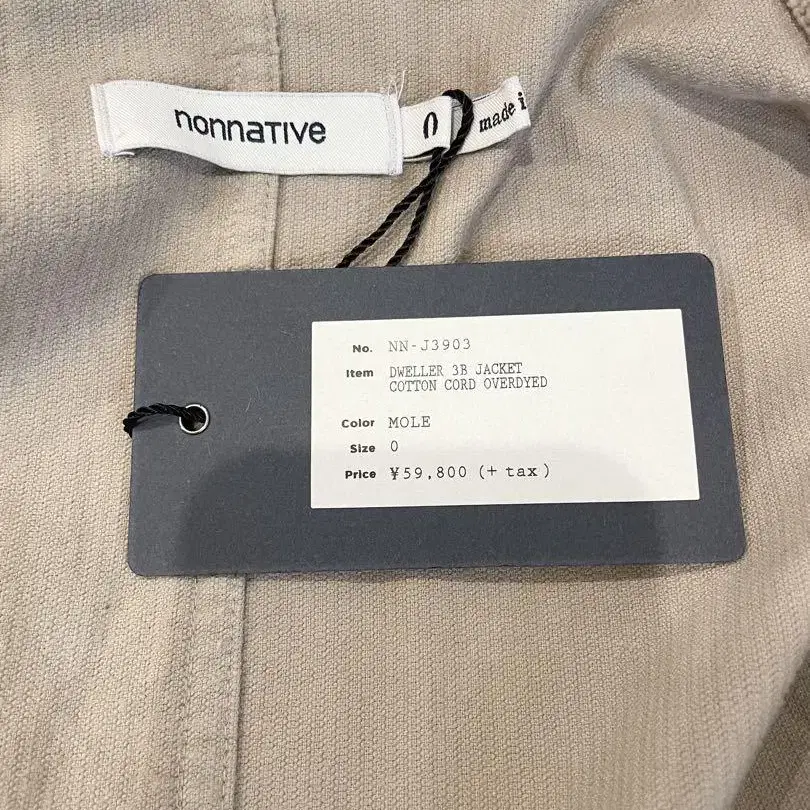 nonnative
0
made i
No. NN-J3903
Item DWELLER 3B JACKET
COTTON CORD OVERDYED
Color MOLE
Size 0
Price ¥59,800 (+ tax)